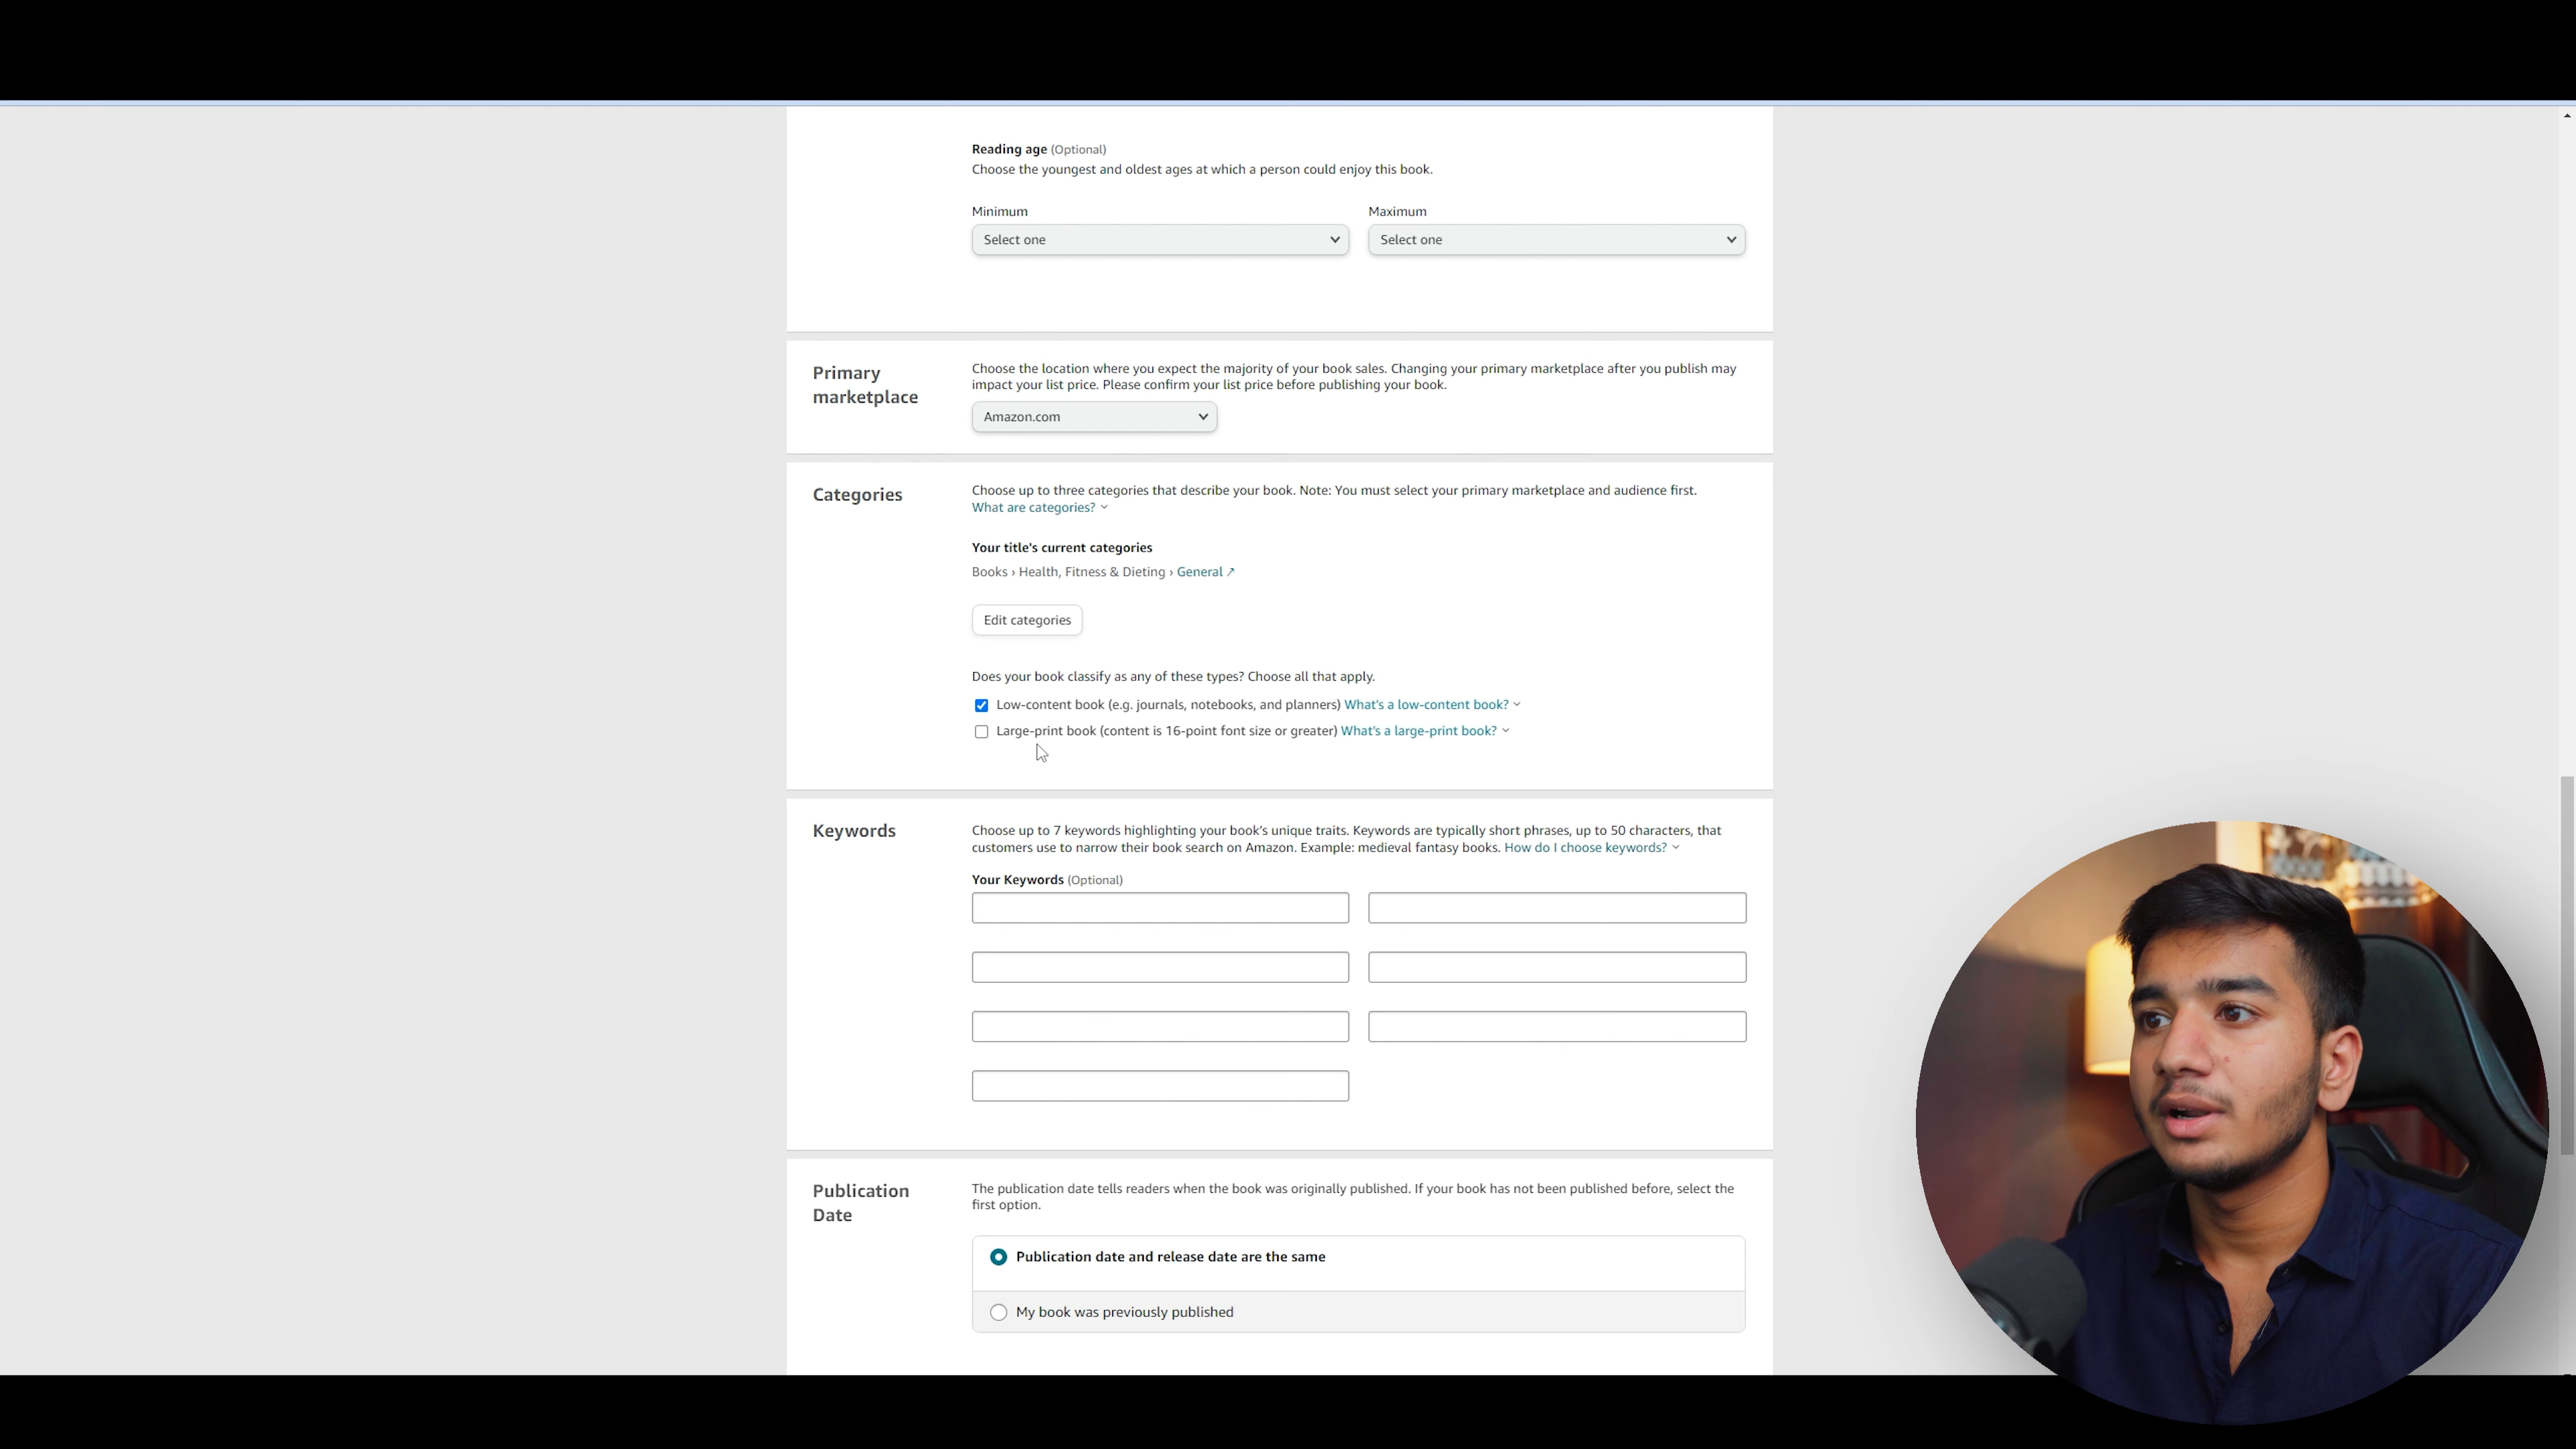 Reading age (Optional)
Choose the youngest and oldest ages at which a person could enjoy this book.
Minimum
Maximum
Select one
Select one
Primary
marketplace
Choose the location where you expect the majority of your book sales. Changing your primary marketplace after you publish may
impact your list price. Please confirm your list price before publishing your book.
Amazon.com
Categories
Choose up to three categories that describe your book. Note: You must select your primary marketplace and audience first.
What are categories?
Your title's current categories
Books › Health, Fitness & Dieting › General ↗
Edit categories
Does your book classify as any of these types? Choose all that apply.
Low-content book (e.g. journals, notebooks, and planners) What's a low-content book?
Large-print book (content is 16-point font size or greater) What's a large-print book?
Keywords
Choose up to 7 keywords highlighting your book's unique traits. Keywords are typically short phrases, up to 50 characters, that
customers use to narrow their book search on Amazon. Example: medieval fantasy books. How do I choose keywords?
Your Keywords (Optional)
Publication
Date
The publication date tells readers when the book was originally published. If your book has not been published before, select the
first option.
Publication date and release date are the same
My book was previously published